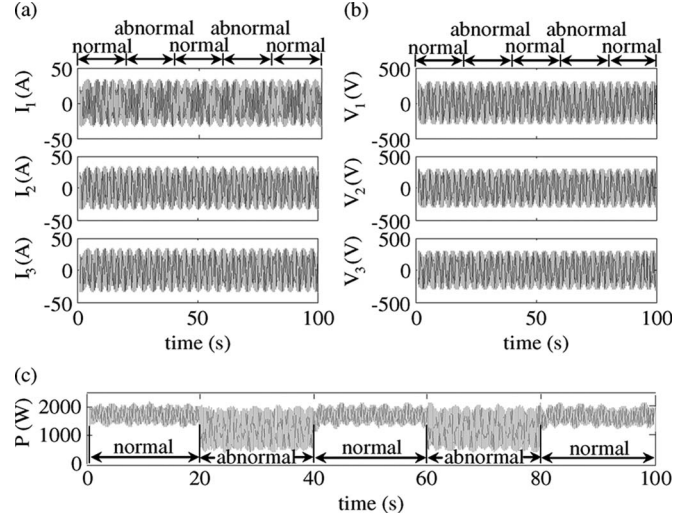 (a)
abnormal abnormal
normal normal normal
50
0
-50
I1(A)
50
0
-50
I2(A)
50
0
-50
I3(A)
0 50 100
time (s)
(b)
abnormal abnormal
normal normal normal
500
0
-500
V1(V)
500
0
-500
V2(V)
500
0
500
V3(V)
0 50 100
time (s)
(c)
2000
1000
0
P (W)
normal abnormal normal abnormal normal
0 20 40 60 80 100
time (s)